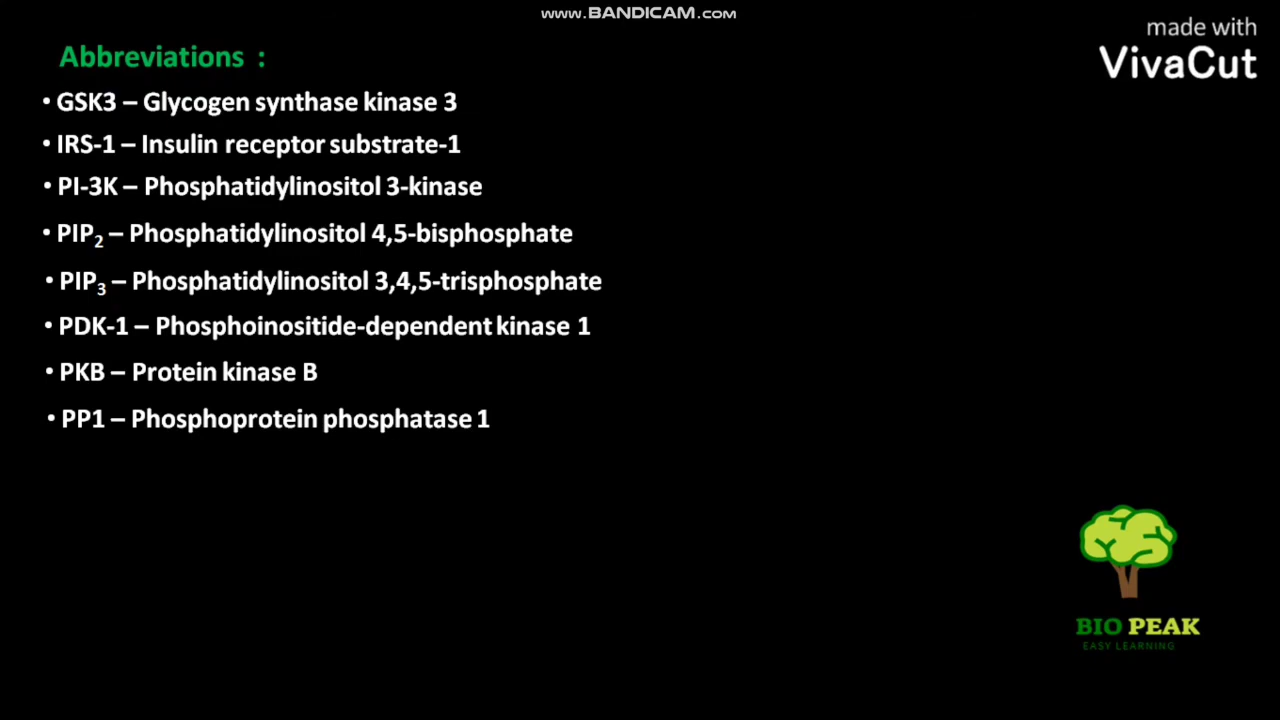 www.BANDICAM.com
made with
VivaCut
Abbreviations :
• GSK3 – Glycogen synthase kinase 3
• IRS-1 – Insulin receptor substrate-1
• PI-3K – Phosphatidylinositol 3-kinase
• PIP₂ – Phosphatidylinositol 4,5-bisphosphate
• PIP₃ – Phosphatidylinositol 3,4,5-trisphosphate
• PDK-1 – Phosphoinositide-dependent kinase 1
• PKB – Protein kinase B
• PP1 – Phosphoprotein phosphatase 1
BIO PEAK
EASY LEARNING